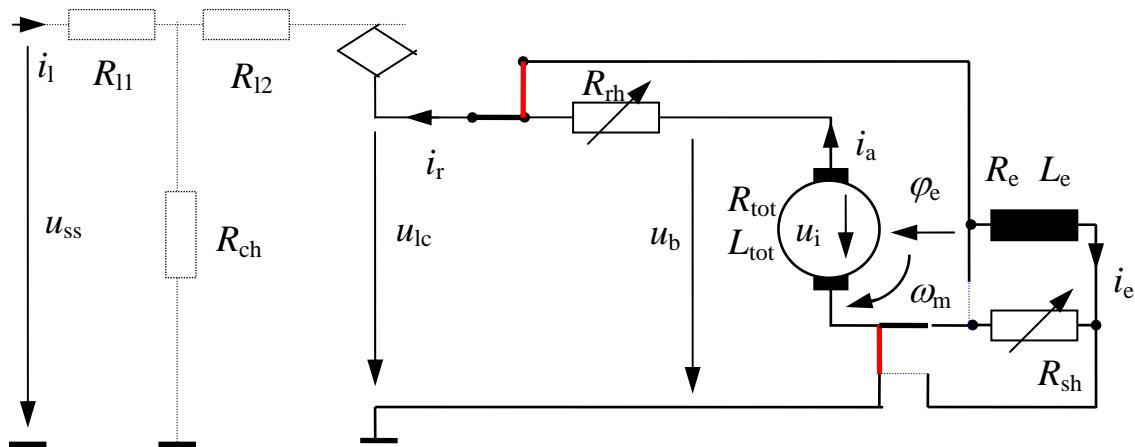 i_l
R_l1
R_l2
R_rh
i_r
i_a
R_e L_e
φ_e
u_ss
R_ch
u_lc
u_b
R_tot
L_tot
u_i
ω_m
i_e
R_sh